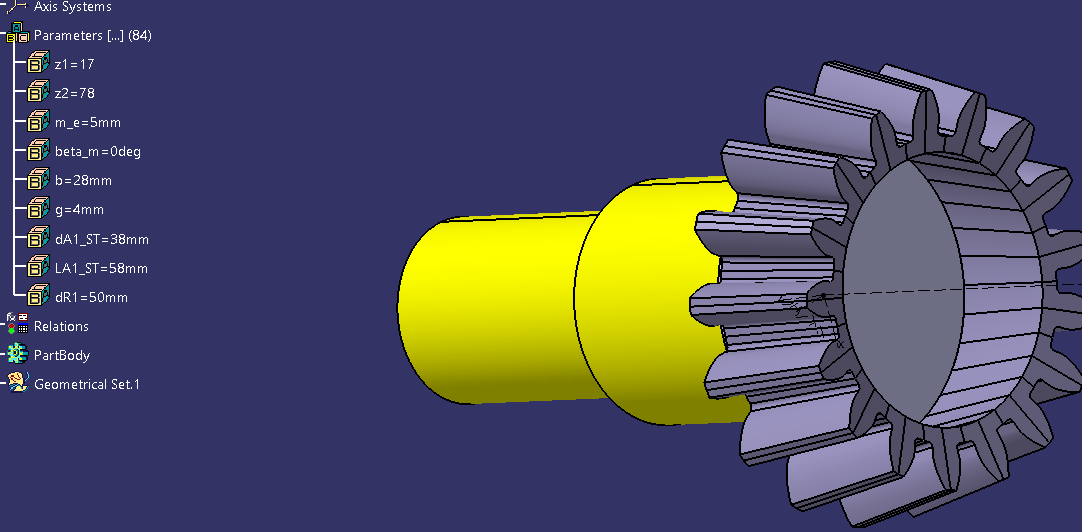 Axis Systems
Parameters [...] (84)
z1=17
z2=78
m_e=5mm
beta_m=0deg
b=28mm
g=4mm
dA1_ST=38mm
LA1_ST=58mm
dR1=50mm
Relations
PartBody
Geometrical Set.1